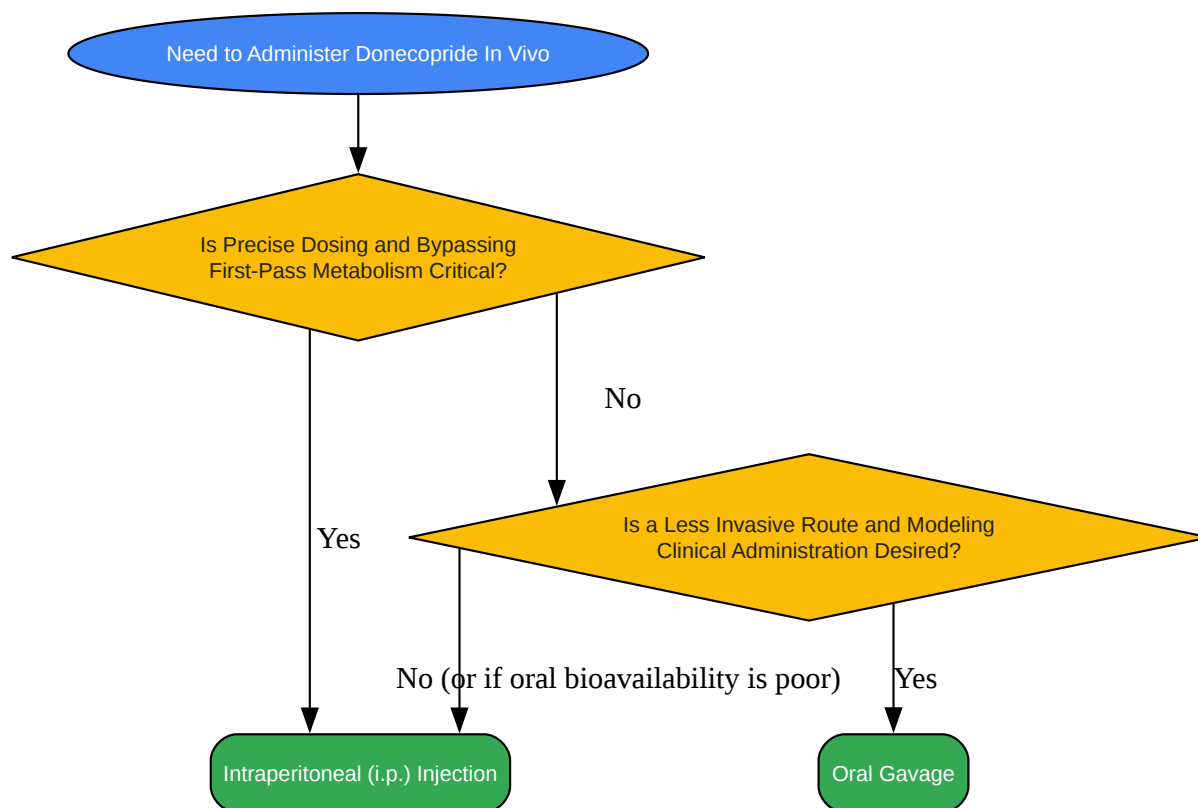 Need to Administer Donecopride In Vivo
Is Precise Dosing and Bypassing
First-Pass Metabolism Critical?
No
Yes
Is a Less Invasive Route and Modeling
Clinical Administration Desired?
No (or if oral bioavailability is poor)
Yes
Intraperitoneal (i.p.) Injection
Oral Gavage